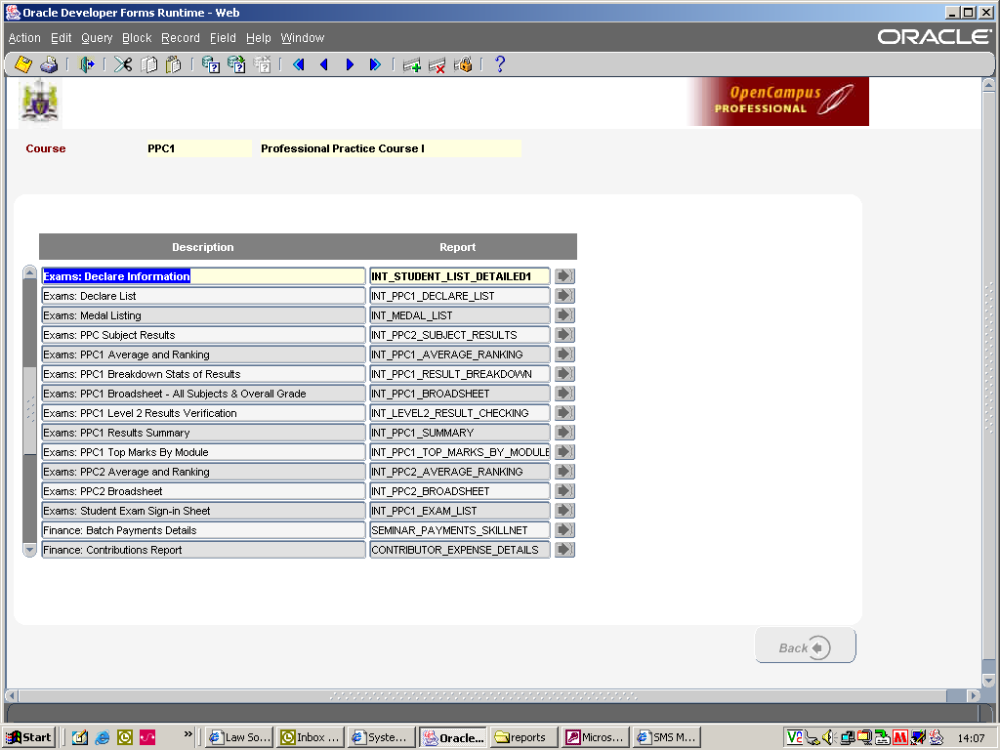 Oracle Developer Forms Runtime - Web
Action Edit Query Block Record Field Help Window
ORACLE
OpenCampus
PROFESSIONAL
Course PPC1 Professional Practice Course I
Description Report
Exams: Declare Information INT_STUDENT_LIST_DETAILED1
Exams: Declare List INT_PPC1_DECLARE_LIST
Exams: Medal Listing INT_MEDAL_LIST
Exams: PPC Subject Results INT_PPC2_SUBJECT_RESULTS
Exams: PPC1 Average and Ranking INT_PPC1_AVERAGE_RANKING
Exams: PPC1 Breakdown Stats of Results INT_PPC1_RESULT_BREAKDOWN
Exams: PPC1 Broadsheet - All Subjects & Overall Grade INT_PPC1_BROADSHEET
Exams: PPC1 Level 2 Results Verification INT_LEVEL2_RESULT_CHECKING
Exams: PPC1 Results Summary INT_PPC1_SUMMARY
Exams: PPC1 Top Marks By Module INT_PPC1_TOP_MARKS_BY_MODULE
Exams: PPC2 Average and Ranking INT_PPC2_AVERAGE_RANKING
Exams: PPC2 Broadsheet INT_PPC2_BROADSHEET
Exams: Student Exam Sign-in Sheet INT_PPC1_EXAM_LIST
Finance: Batch Payments Details SEMINAR_PAYMENTS_SKILLNET
Finance: Contributions Report CONTRIBUTOR_EXPENSE_DETAILS
Back
Start » Law So... Inbox ... Syste... Oracle... reports Micros... SMS M... 14:07